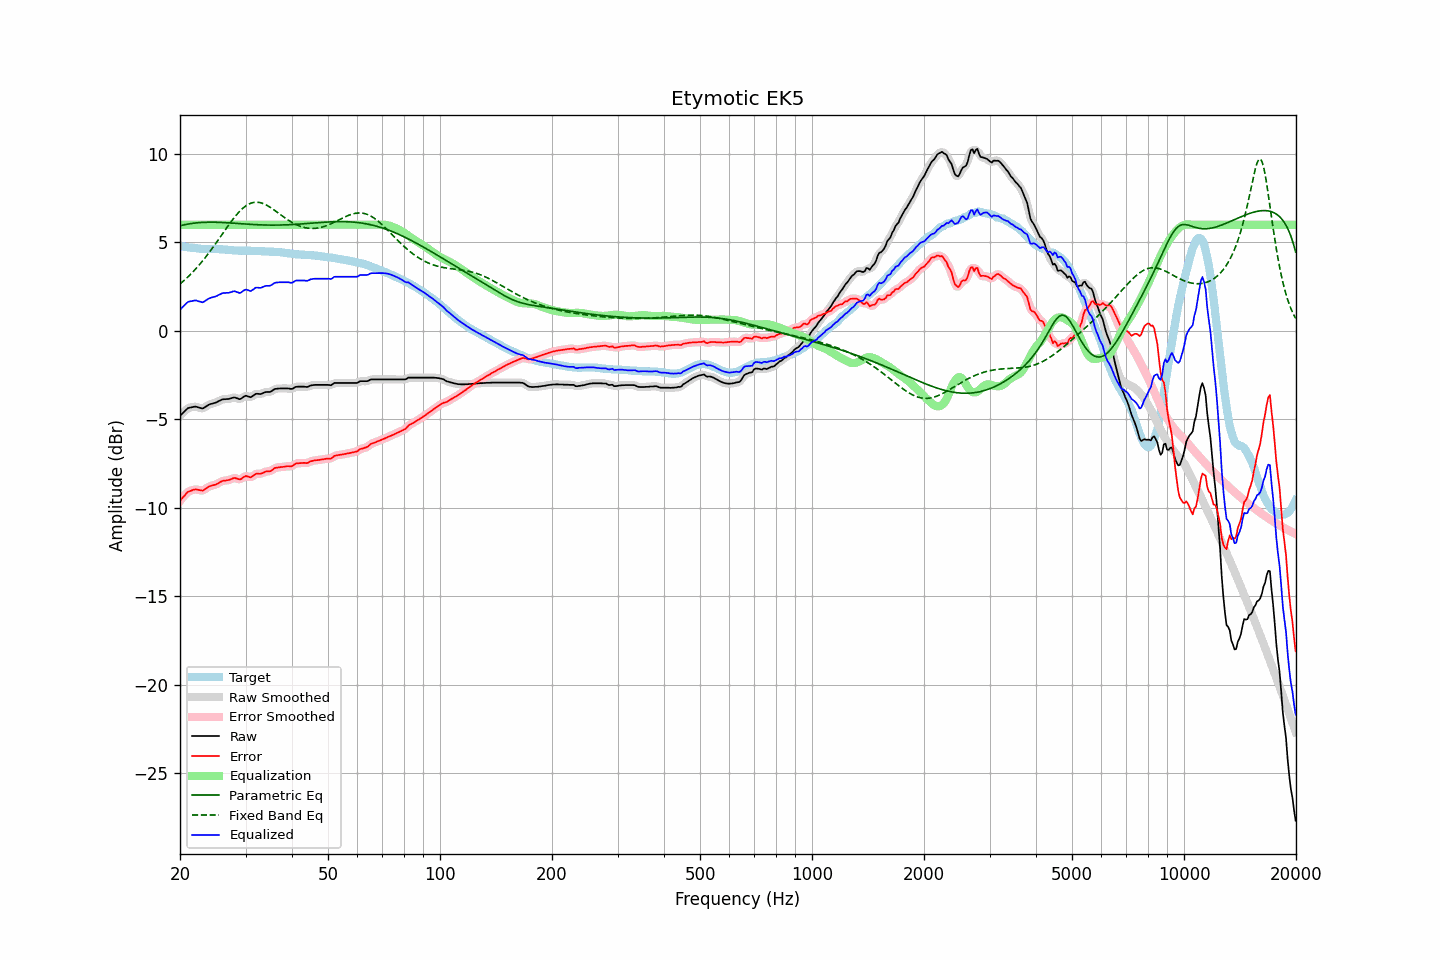 Etymotic EK5
10
5
0
−5
−10
−15
−20
−25
Amplitude (dBr)
Target
Raw Smoothed
Error Smoothed
Raw
Error
Equalization
Parametric Eq
Fixed Band Eq
Equalized
20 50 100 200 500 1000 2000 5000 10000 20000
Frequency (Hz)